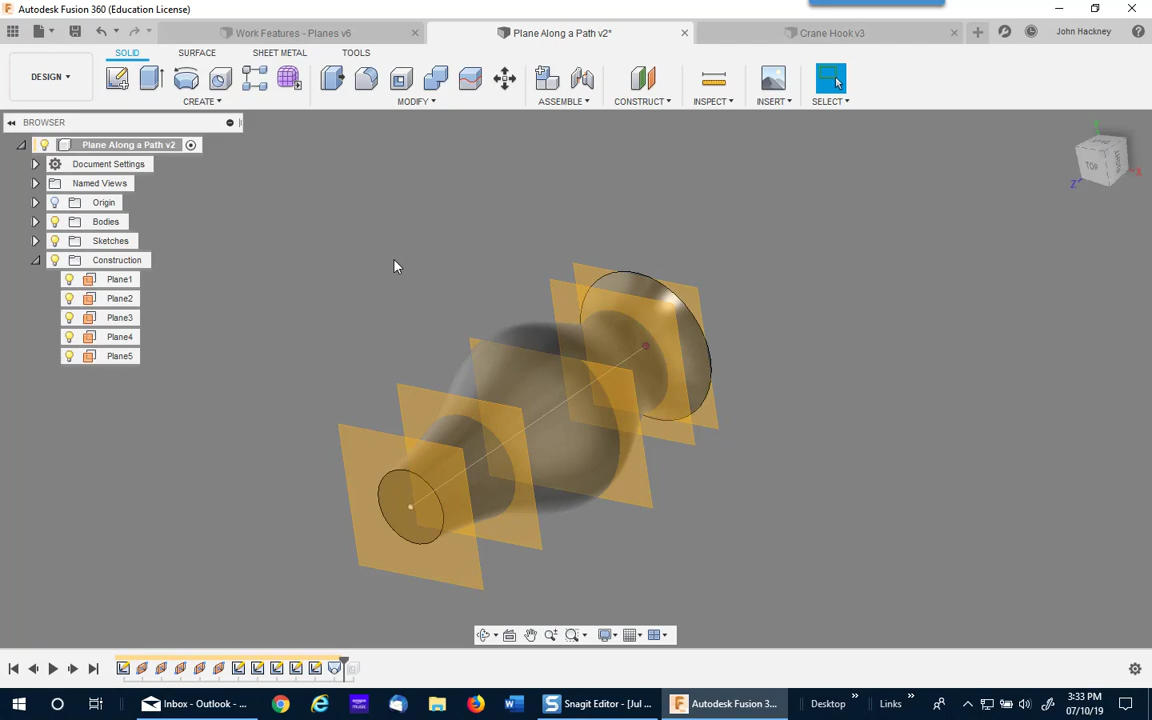 Autodesk Fusion 360 (Education License)
Work Features - Planes v6
Plane Along a Path v2*
Crane Hook v3
John Hackney
DESIGN
SOLID
SURFACE
SHEET METAL
TOOLS
CREATE
MODIFY
ASSEMBLE
CONSTRUCT
INSPECT
INSERT
SELECT
BROWSER
Plane Along a Path v2
Document Settings
Named Views
Origin
Bodies
Sketches
Construction
Plane1
Plane2
Plane3
Plane4
Plane5
TOP
X
Z
Inbox - Outlook - ...
Snagit Editor - [Jul ...
Autodesk Fusion 3...
Desktop
Links
3:33 PM
07/10/19